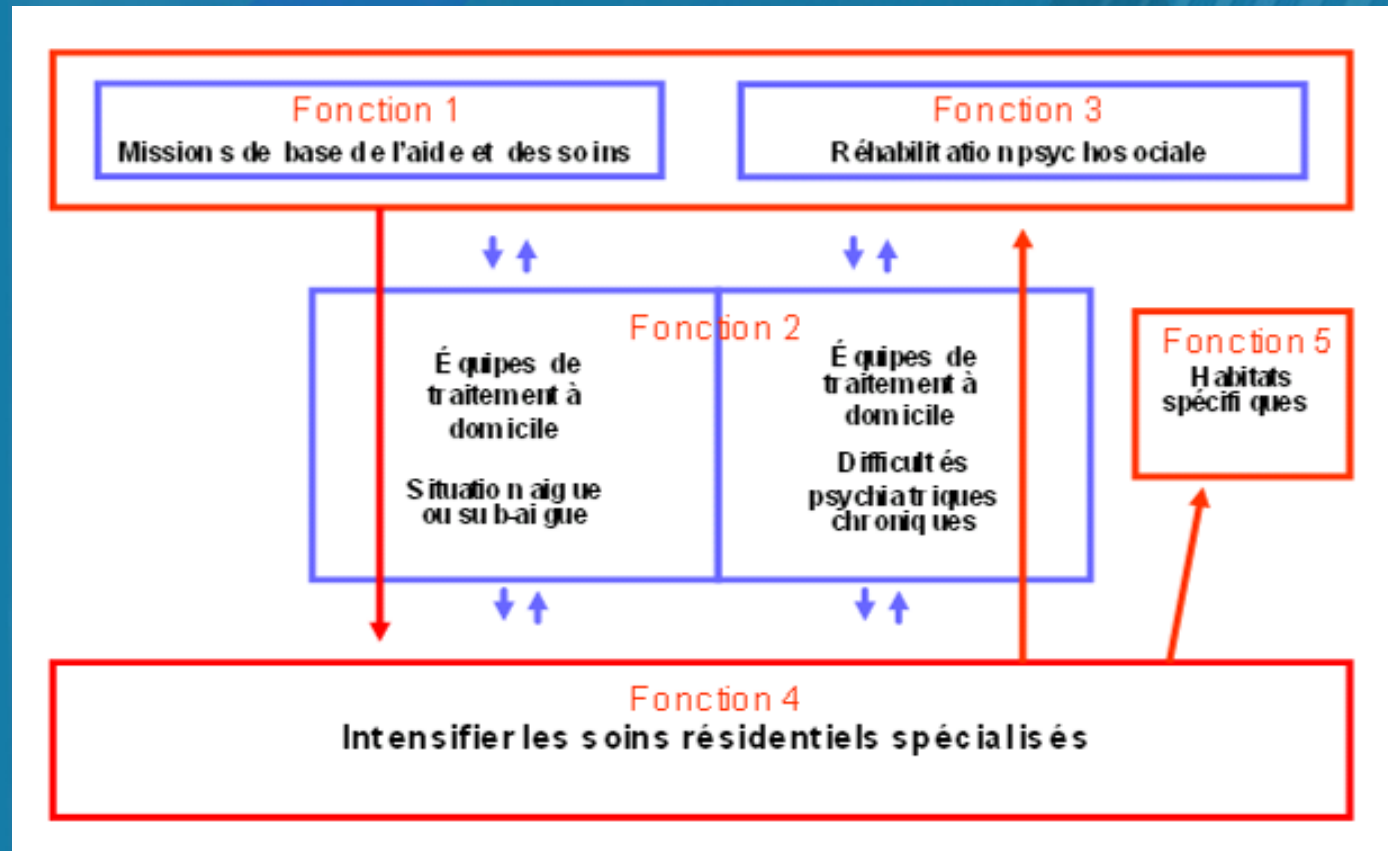 Fonction 1
Missions de base de l'aide et des soins
Fonction 3
Réhabilitation psychosociale
Fonction 2
Équipes de
traitement à
domicile
Situation aigue
ou sub-aigue
Équipes de
traitement à
domicile
Difficultés
psychiatriques
chroniques
Fonction 5
Habitats
spécifiques
Fonction 4
Intensifier les soins résidentiels spécialisés